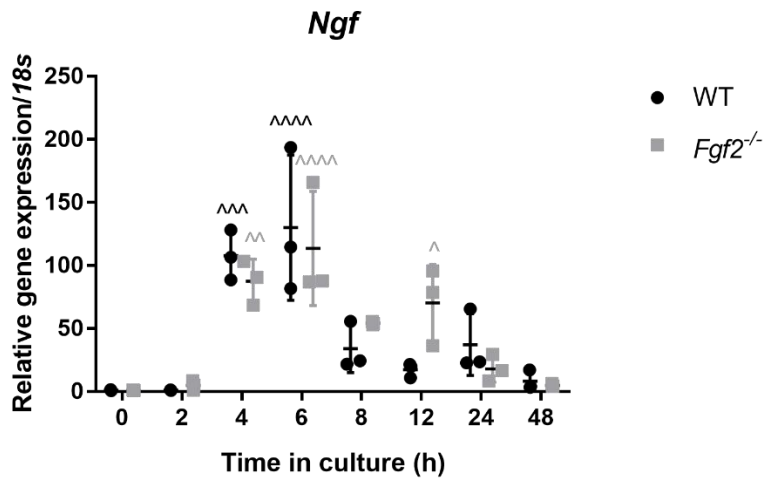 Ngf
Relative gene expression/18s
250
200
150
100
50
0
^^^
^^
^^^^
^^^^
^
0 2 4 6 8 12 24 48
Time in culture (h)
WT
Fgf2-/-